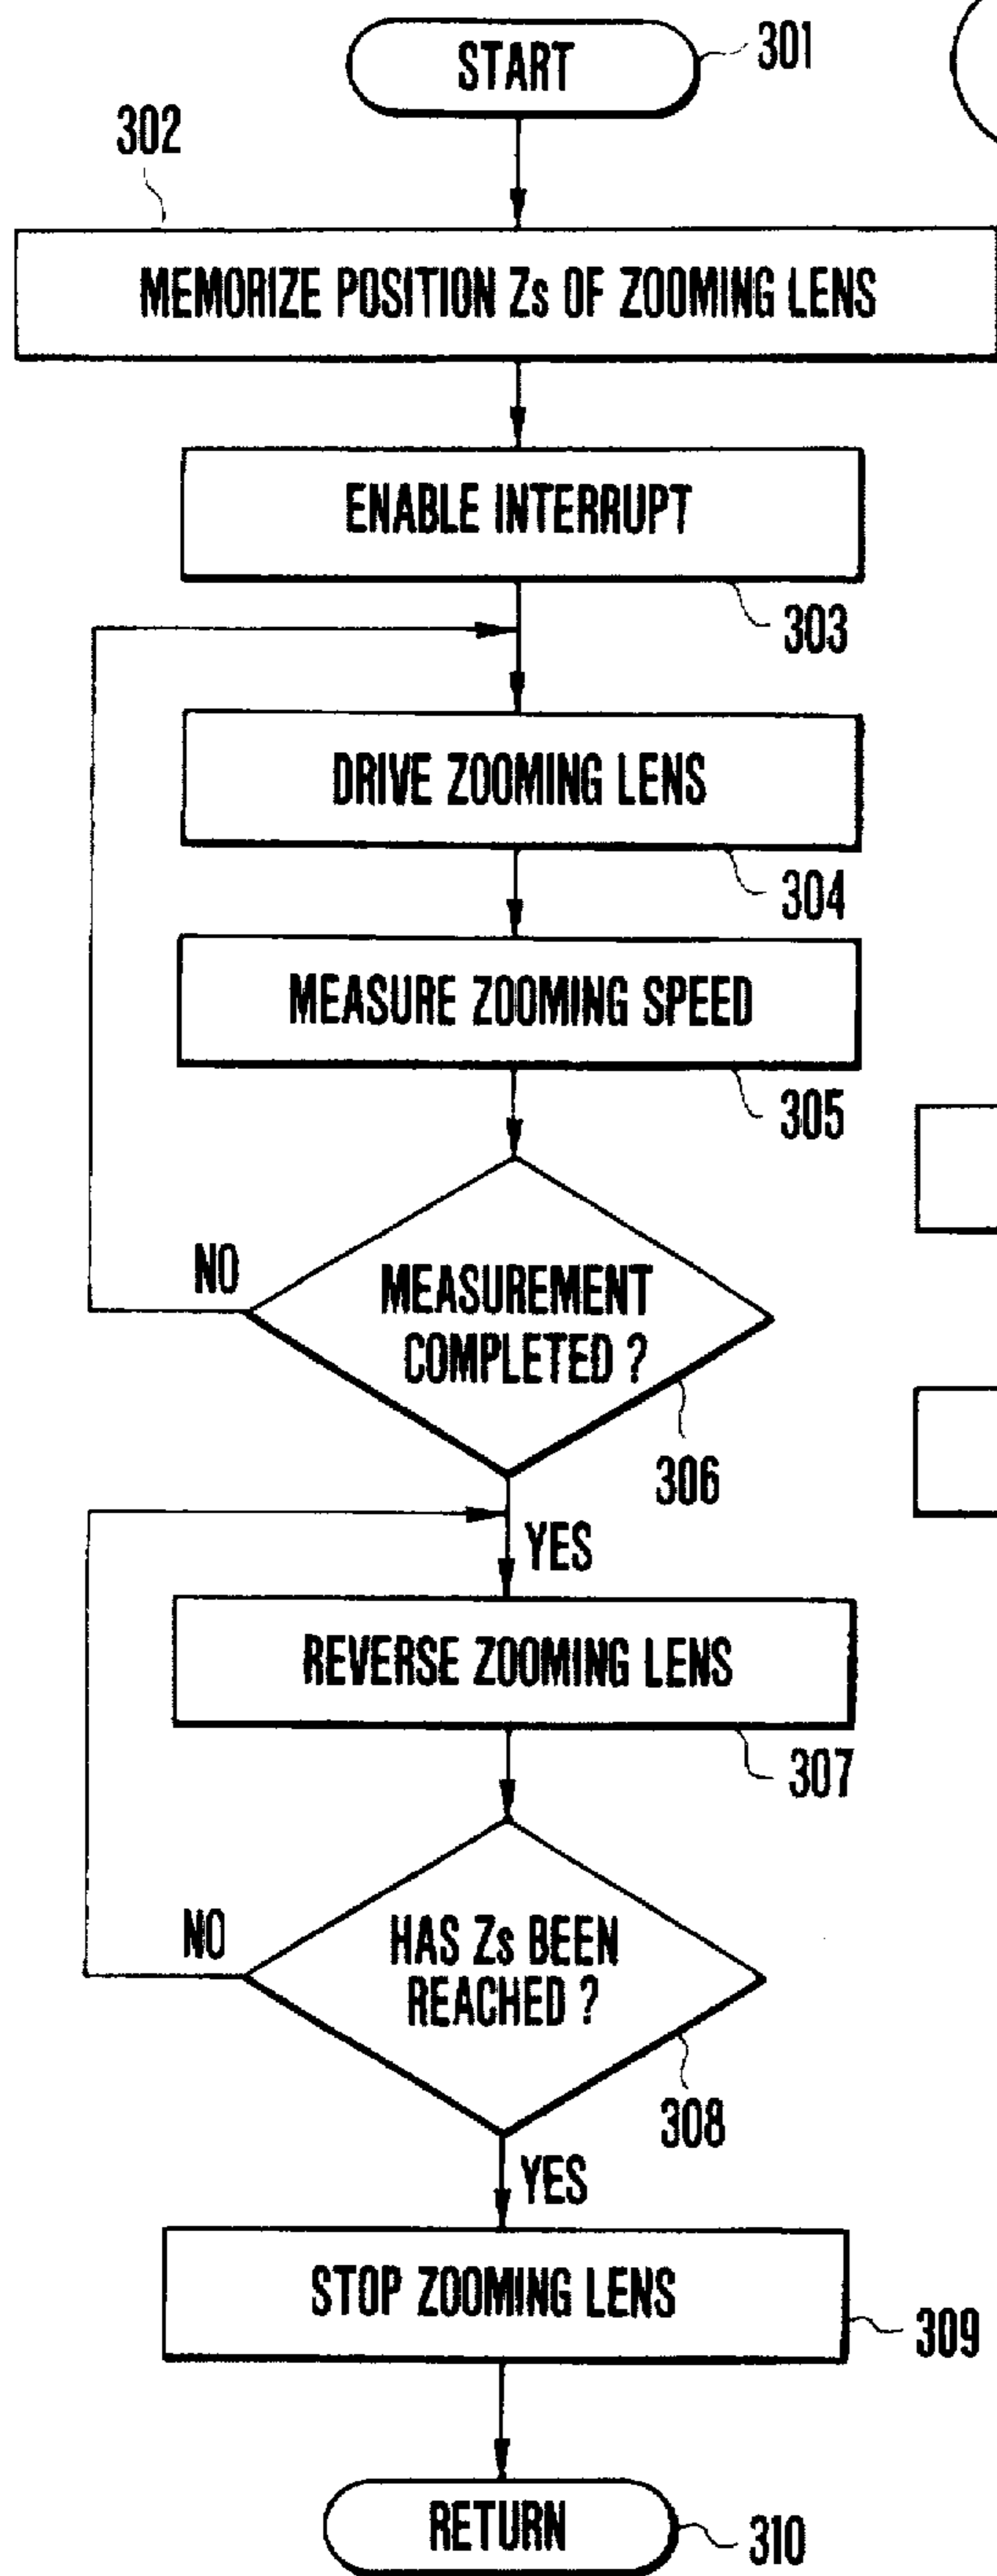 START
301
302
MEMORIZE POSITION Zs OF ZOOMING LENS
ENABLE INTERRUPT
303
DRIVE ZOOMING LENS
304
MEASURE ZOOMING SPEED
305
NO
MEASUREMENT
COMPLETED ?
306
YES
REVERSE ZOOMING LENS
307
NO
HAS Zs BEEN
REACHED ?
308
YES
STOP ZOOMING LENS
309
RETURN
310